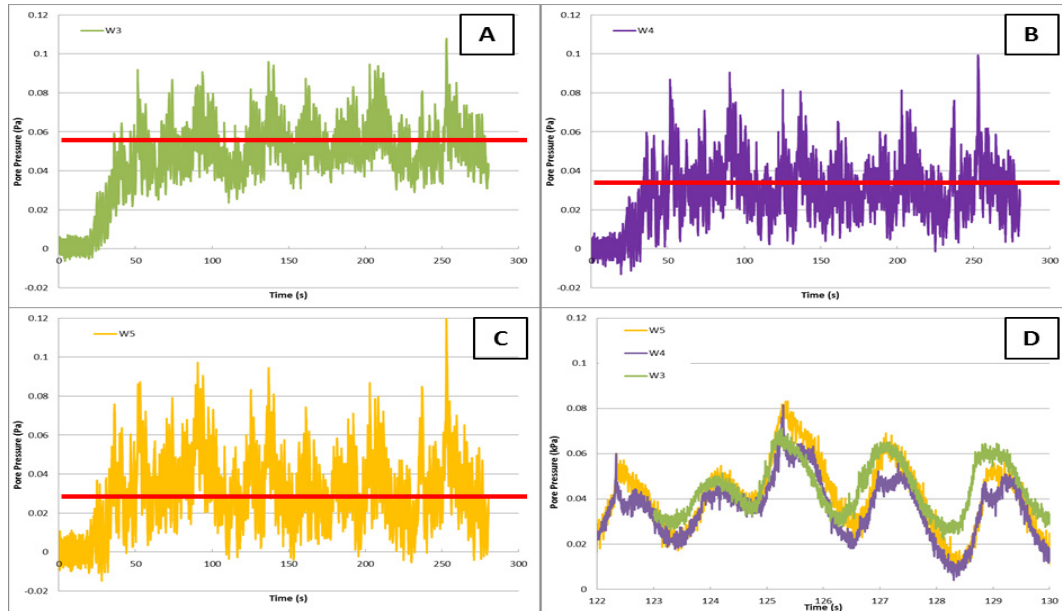 W3
A
0.12
0.1
0.08
0.06
0.04
0.02
0
-0.02
0 50 100 150 200 250 300
Pore Pressure (Pa)
Time (s)
W4
B
0.12
0.1
0.08
0.06
0.04
0.02
0
-0.02
0 50 100 150 200 250 300
Pore Pressure (Pa)
Time (s)
W5
C
0.12
0.1
0.08
0.06
0.04
0.02
0
-0.02
0 50 100 150 200 250 300
Pore Pressure (Pa)
Time (s)
W5
W4
W3
D
0.12
0.1
0.08
0.06
0.04
0.02
0
122 123 124 125 126 127 128 129 130
Pore Pressure (kPa)
Time (s)